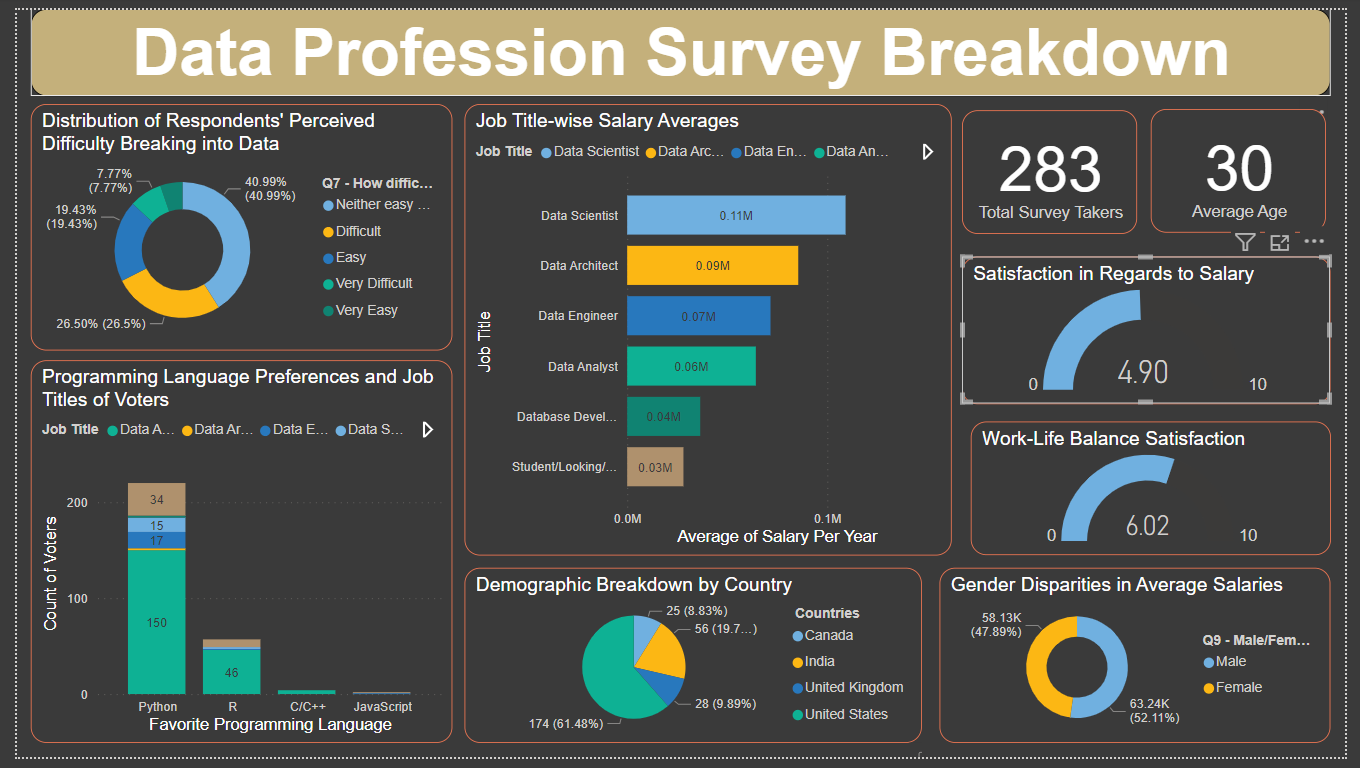 Data Profession Survey Breakdown
Distribution of Respondents' Perceived
Difficulty Breaking into Data
7.77%
(7.77%)
40.99%
(40.99%)
19.43%
(19.43%)
26.50% (26.5%)
Q7 - How diffic...
Neither easy ...
Difficult
Easy
Very Difficult
Very Easy
Programming Language Preferences and Job
Titles of Voters
Job Title Data A... Data Ar... Data E... Data S...
Count of Voters
200
100
0
34
15
17
150
46
Python R C/C++ JavaScript
Favorite Programming Language
Job Title-wise Salary Averages
Job Title Data Scientist Data Arc... Data En... Data An...
Job Title
Data Scientist 0.11M
Data Architect 0.09M
Data Engineer 0.07M
Data Analyst 0.06M
Database Devel... 0.04M
Student/Looking/... 0.03M
0.0M 0.1M
Average of Salary Per Year
283
Total Survey Takers
30
Average Age
Satisfaction in Regards to Salary
0 4.90 10
Work-Life Balance Satisfaction
0 6.02 10
Demographic Breakdown by Country
25 (8.83%)
56 (19.7...)
28 (9.89%)
174 (61.48%)
Countries
Canada
India
United Kingdom
United States
Gender Disparities in Average Salaries
58.13K
(47.89%)
63.24K
(52.11%)
Q9 - Male/Fem...
Male
Female